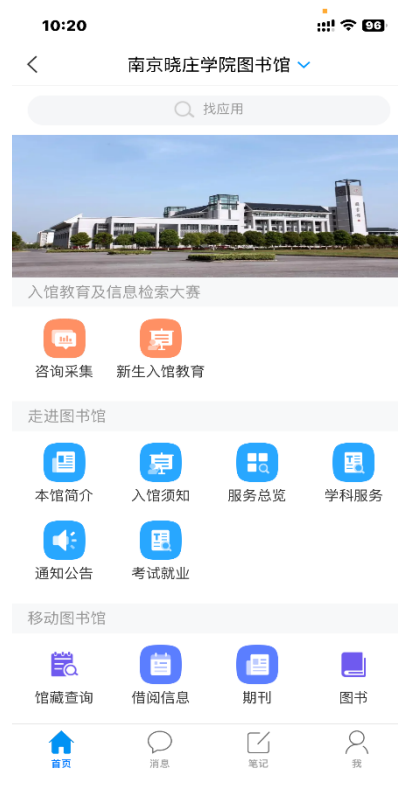 10:20
96
南京晓庄学院图书馆
找应用
入馆教育及信息检索大赛
咨询采集 新生入馆教育
走进图书馆
本馆简介 入馆须知 服务总览 学科服务
通知公告 考试就业
移动图书馆
馆藏查询 借阅信息 期刊 图书
首页 消息 笔记 我